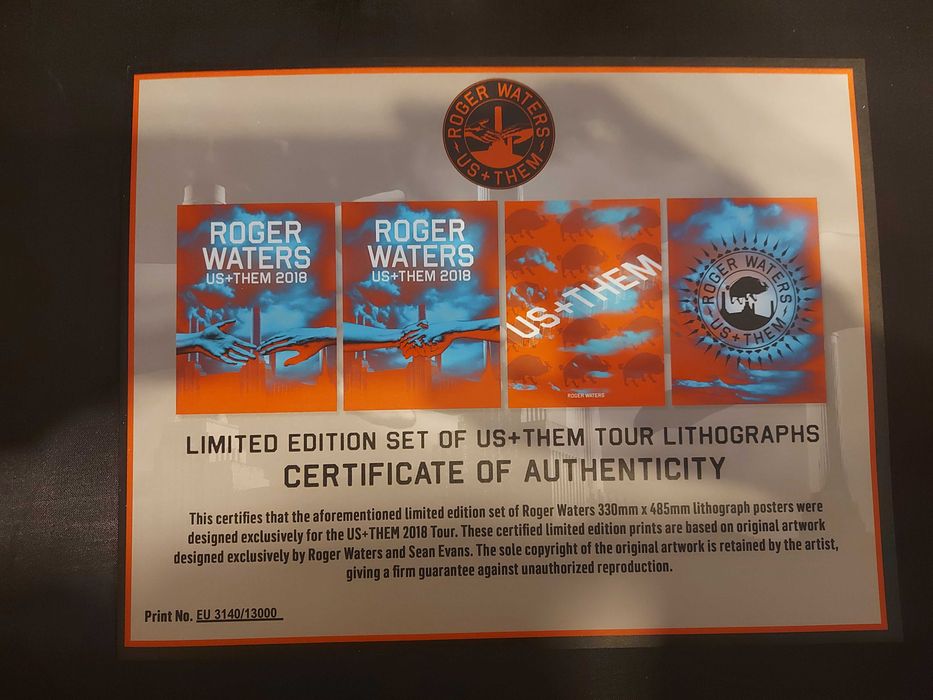 ROGER WATERS
US+THEM
ROGER
WATERS
US+THEM 2018
ROGER
WATERS
US+THEM 2018
US+THEM
ROGER WATERS
ROGER WATERS
US+THEM
LIMITED EDITION SET OF US+THEM TOUR LITHOGRAPHS
CERTIFICATE OF AUTHENTICITY
This certifies that the aforementioned limited edition set of Roger Waters 330mm x 485mm lithograph posters were
designed exclusively for the US+THEM 2018 Tour. These certified limited edition prints are based on original artwork
designed exclusively by Roger Waters and Sean Evans. The sole copyright of the original artwork is retained by the artist,
giving a firm guarantee against unauthorized reproduction.
Print No. EU 3140/13000